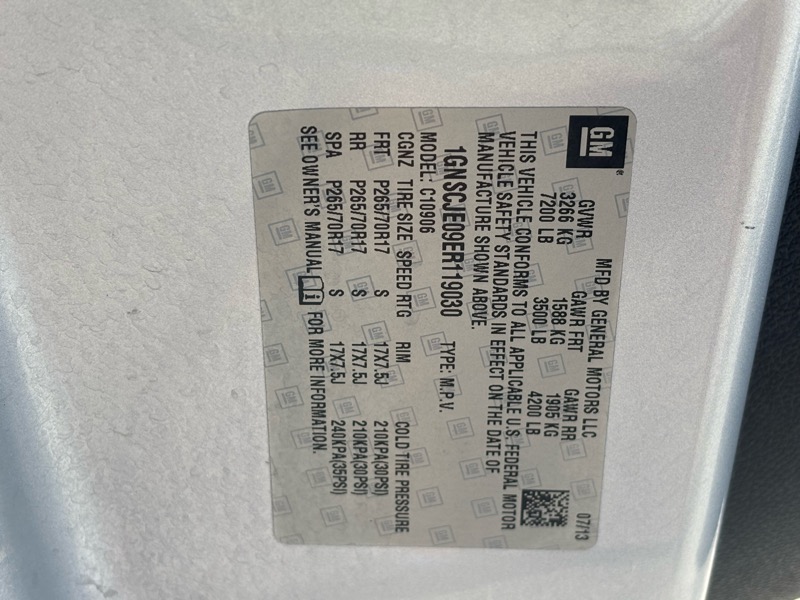 GM
MFD BY GENERAL MOTORS LLC 07/13
GVWR GAWR FRT GAWR RR
3266 KG 1588 KG 1905 KG
7200 LB 3500 LB 4200 LB
THIS VEHICLE CONFORMS TO ALL APPLICABLE U.S. FEDERAL MOTOR
VEHICLE SAFETY STANDARDS IN EFFECT ON THE DATE OF
MANUFACTURE SHOWN ABOVE.
1GNSCJE09ER119030 TYPE: M.P.V.
MODEL: C10906
CGNZ TIRE SIZE SPEED RTG RIM COLD TIRE PRESSURE
FRT P265/70R17 S 17X7.5J 210KPA(30PSI)
RR P265/70R17 S 17X7.5J 210KPA(30PSI)
SPA P265/70R17 S 17X7.5J 240KPA(35PSI)
SEE OWNER'S MANUAL i FOR MORE INFORMATION.